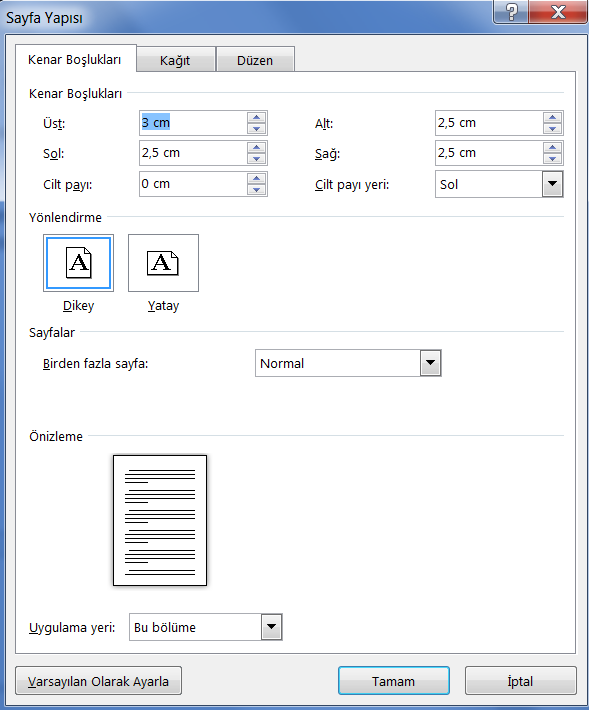 Sayfa Yapısı
Kenar Boşlukları Kağıt Düzen
Kenar Boşlukları
Üst: 3 cm Alt: 2,5 cm
Sol: 2,5 cm Sağ: 2,5 cm
Cilt payı: 0 cm Cilt payı yeri: Sol
Yönlendirme
A A
Dikey Yatay
Sayfalar
Birden fazla sayfa: Normal
Önizleme
Uygulama yeri: Bu bölüme
Varsayılan Olarak Ayarla Tamam İptal